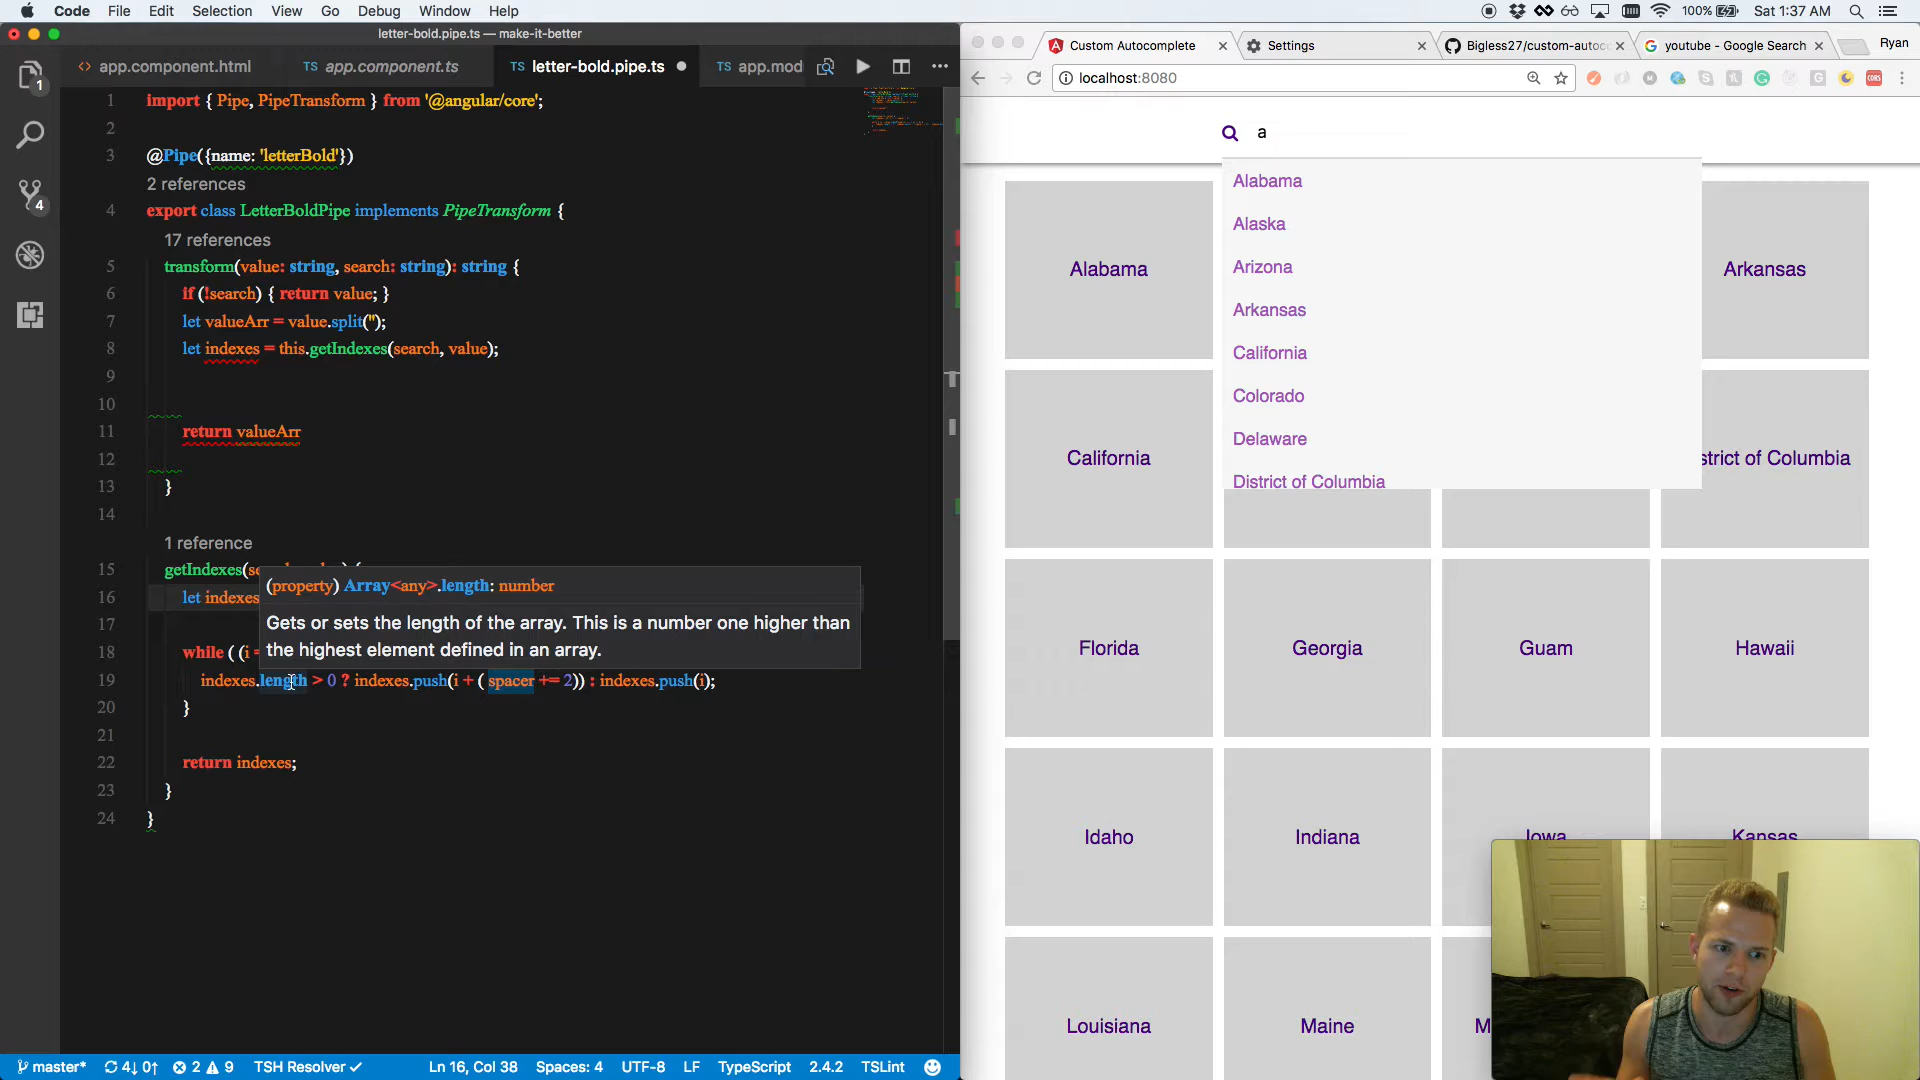 Code File Edit Selection View Go Debug Window Help
100% Sat 1:37 AM
letter-bold.pipe.ts — make-it-better
<> app.component.html
TS app.component.ts
TS letter-bold.pipe.ts
TS app.mod
Custom Autocomplete
Settings
Bigless27/custom-autoc
youtube - Google Search
Ryan
localhost:8080
1 import { Pipe, PipeTransform } from '@angular/core';
2
3 @Pipe({name: 'letterBold'})
2 references
4 export class LetterBoldPipe implements PipeTransform {
17 references
5 transform(value: string, search: string): string {
6 if (!search) { return value; }
7 let valueArr = value.split('');
8 let indexes = this.getIndexes(search, value);
9
10
11 return valueArr
12
13 }
14
1 reference
15 getIndexes(
16 let indexes
17
18 while ( (i =
19 indexes.length > 0 ? indexes.push(i + ( spacer += 2)) : indexes.push(i);
20 }
21
22 return indexes;
23 }
24 }
(property) Array<any>.length: number
Gets or sets the length of the array. This is a number one higher than
the highest element defined in an array.
1
4
a
Alabama
Alaska
Arizona
Arkansas
California
Colorado
Delaware
District of Columbia
Alabama
Arkansas
California
strict of Columbia
Florida
Georgia
Guam
Hawaii
Idaho
Indiana
Iowa
Kansas
Louisiana
Maine
M
master* 4↓ 0↑ 2 9 TSH Resolver ✓ Ln 16, Col 38 Spaces: 4 UTF-8 LF TypeScript 2.4.2 TSLint